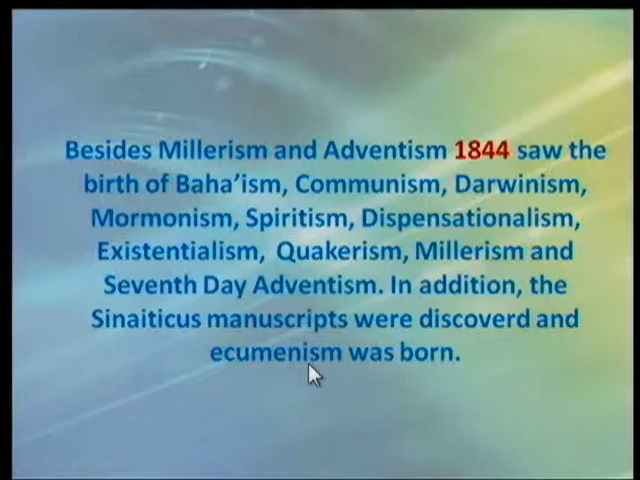 Besides Millerism and Adventism 1844 saw the
birth of Baha'ism, Communism, Darwinism,
Mormonism, Spiritism, Dispensationalism,
Existentialism, Quakerism, Millerism and
Seventh Day Adventism. In addition, the
Sinaiticus manuscripts were discoverd and
ecumenism was born.